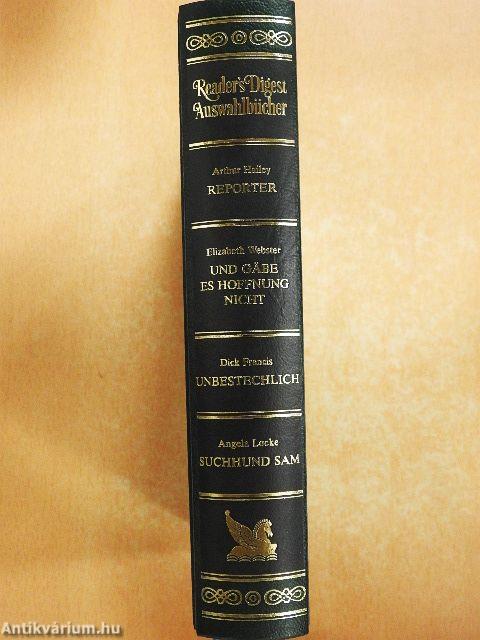 Reader's Digest
Auswahlbücher
Arthur Hailey
REPORTER
Elizabeth Webster
UND GÄBE
ES HOFFNUNG
NICHT
Dick Francis
UNBESTECHLICH
Angela Locke
SUCHHUND SAM
Antikvárium.hu